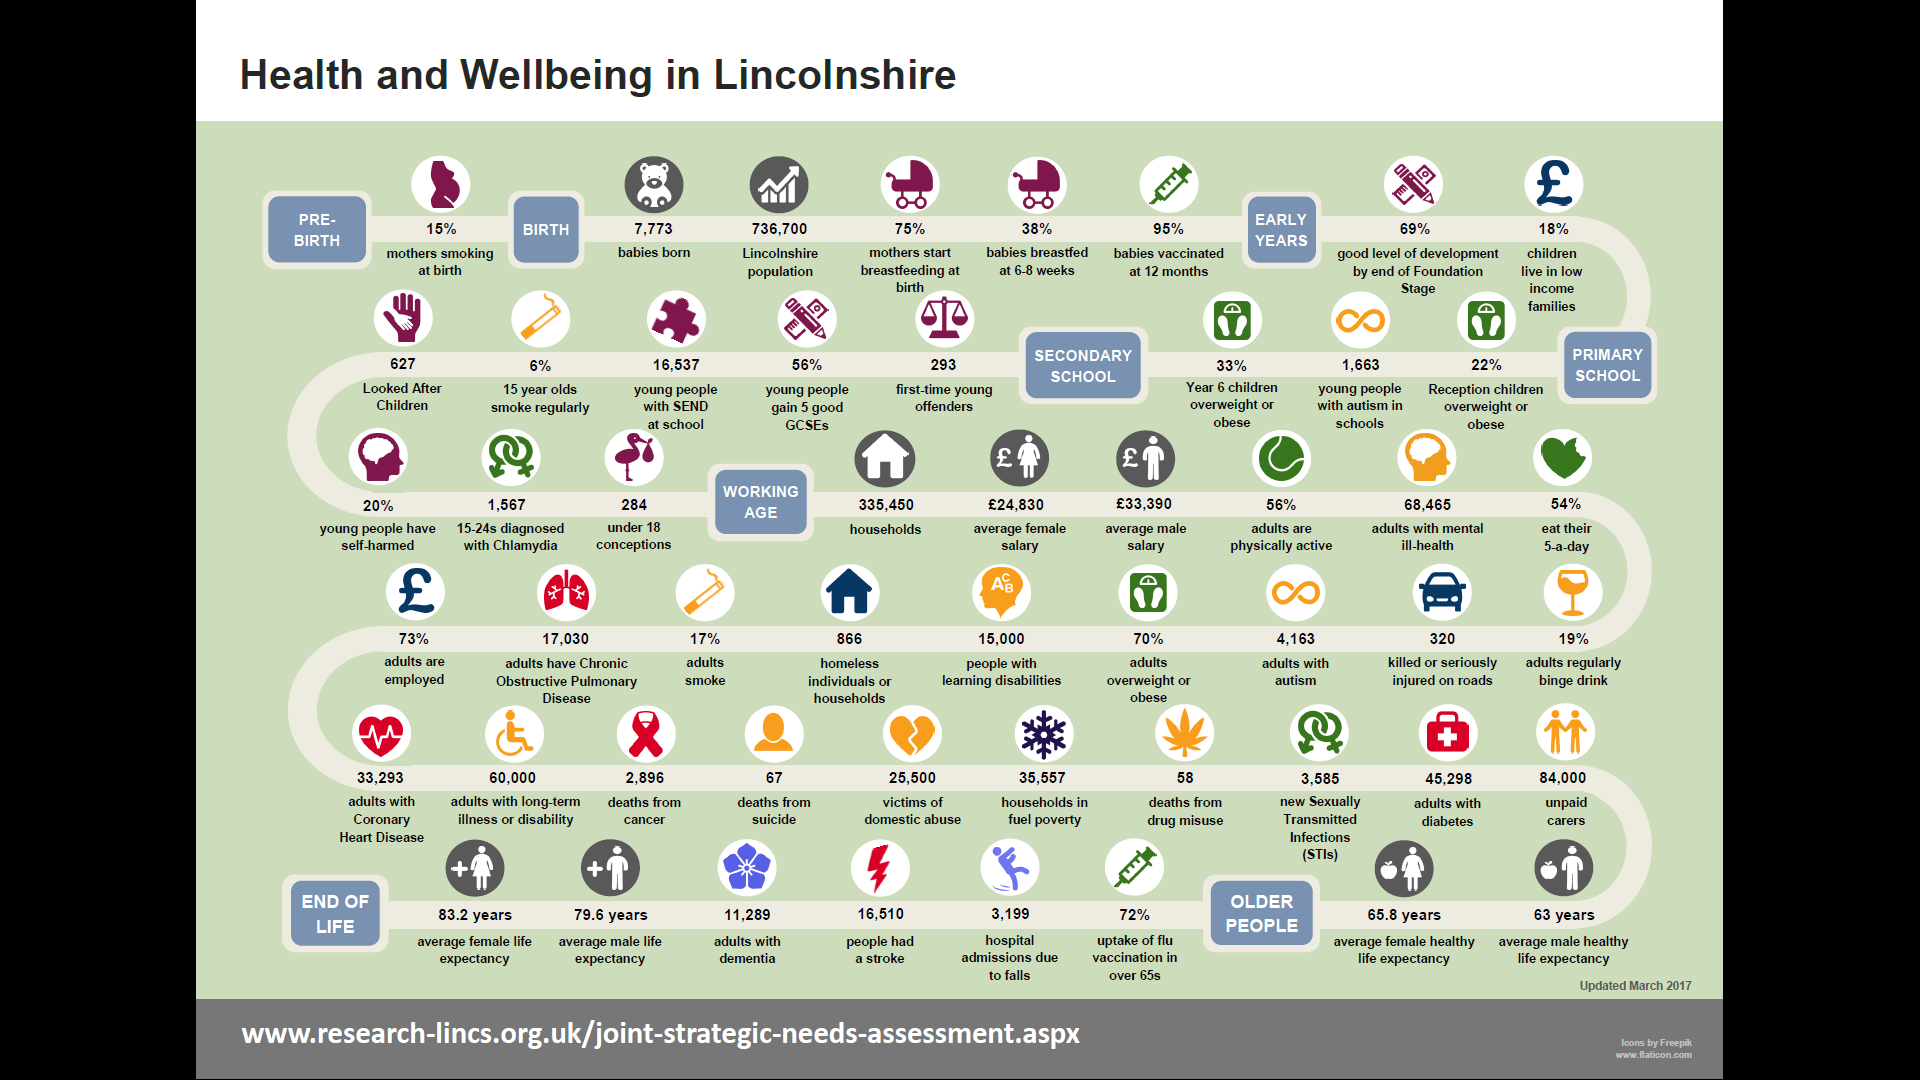 Health and Wellbeing in Lincolnshire
PRE-
BIRTH
15%
mothers smoking
at birth
BIRTH
7,773
babies born
736,700
Lincolnshire
population
75%
mothers start
breastfeeding at
birth
38%
babies breastfed
at 6-8 weeks
95%
babies vaccinated
at 12 months
EARLY
YEARS
69%
good level of development
by end of Foundation
Stage
£
18%
children
live in low
income
families
PRIMARY
SCHOOL
22%
Reception children
overweight or
obese
1,663
young people
with autism in
schools
33%
Year 6 children
overweight or
obese
SECONDARY
SCHOOL
293
first-time young
offenders
56%
young people
gain 5 good
GCSEs
16,537
young people
with SEND
at school
6%
15 year olds
smoke regularly
627
Looked After
Children
20%
young people have
self-harmed
1,567
15-24s diagnosed
with Chlamydia
284
under 18
conceptions
WORKING
AGE
335,450
households
£
£24,830
average female
salary
£
£33,390
average male
salary
56%
adults are
physically active
68,465
adults with mental
ill-health
54%
eat their
5-a-day
19%
adults regularly
binge drink
320
killed or seriously
injured on roads
4,163
adults with
autism
70%
adults
overweight or
obese
A C B
15,000
people with
learning disabilities
866
homeless
individuals or
households
17%
adults
smoke
17,030
adults have Chronic
Obstructive Pulmonary
Disease
£
73%
adults are
employed
33,293
adults with
Coronary
Heart Disease
60,000
adults with long-term
illness or disability
2,896
deaths from
cancer
67
deaths from
suicide
25,500
victims of
domestic abuse
35,557
households in
fuel poverty
58
deaths from
drug misuse
3,585
new Sexually
Transmitted
Infections
(STIs)
45,298
adults with
diabetes
84,000
unpaid
carers
63 years
average male healthy
life expectancy
65.8 years
average female healthy
life expectancy
OLDER
PEOPLE
72%
uptake of flu
vaccination in
over 65s
3,199
hospital
admissions due
to falls
16,510
people had
a stroke
11,289
adults with
dementia
79.6 years
average male life
expectancy
83.2 years
average female life
expectancy
END OF
LIFE
Updated March 2017
www.research-lincs.org.uk/joint-strategic-needs-assessment.aspx
Icons by Freepik
www.flaticon.com